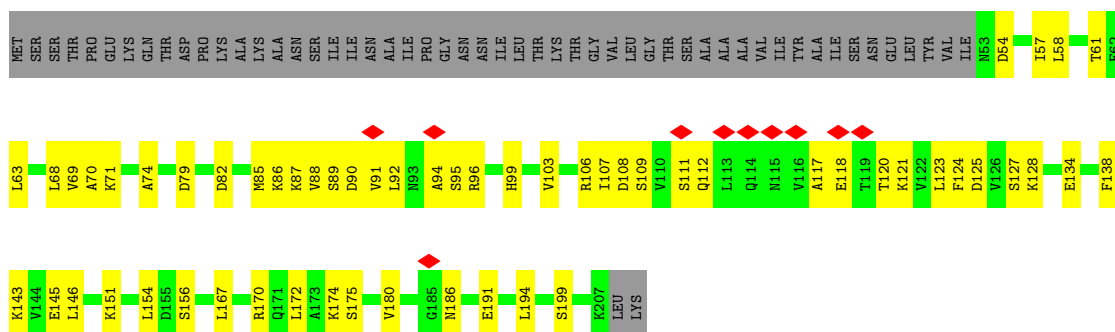 MET SER SER THR PRO GLU LYS GLN THR ASP PRO LYS ALA LYS ALA ASN SER ILE ILE ASN ALA ILE PRO GLY ASN ASN ILE LEU THR LYS THR GLY VAL LEU GLY THR SER ALA ALA ALA VAL ILE TYR ALA ILE SER ASN GLU LEU TYR VAL ILE N53 D54 I57 L58 T61 E62
L63 L68 V69 A70 K71 A74 D79 D82 M85 K86 K87 V88 S89 D90 V91 L92 N93 A94 S95 R96 H99 V103 R106 I107 D108 S109 V110 S111 Q112 L113 Q114 N115 V116 A117 E118 T119 T120 K121 V122 L123 F124 D125 V126 S127 K128 E134 F138
K143 V144 E145 L146 K151 L154 D155 S156 L167 R170 Q171 L172 A173 K174 S175 V180 G185 N186 E191 L194 S199 K207 LEU LYS